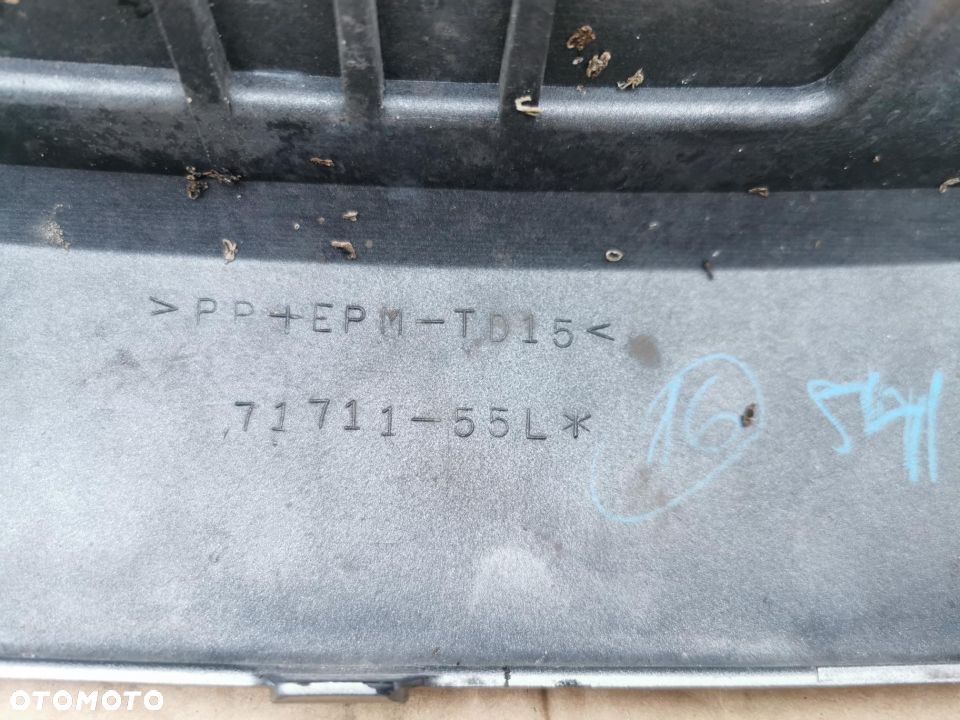 >PP+EPM-TD15<
71711-55L*
16
OTOMOTO